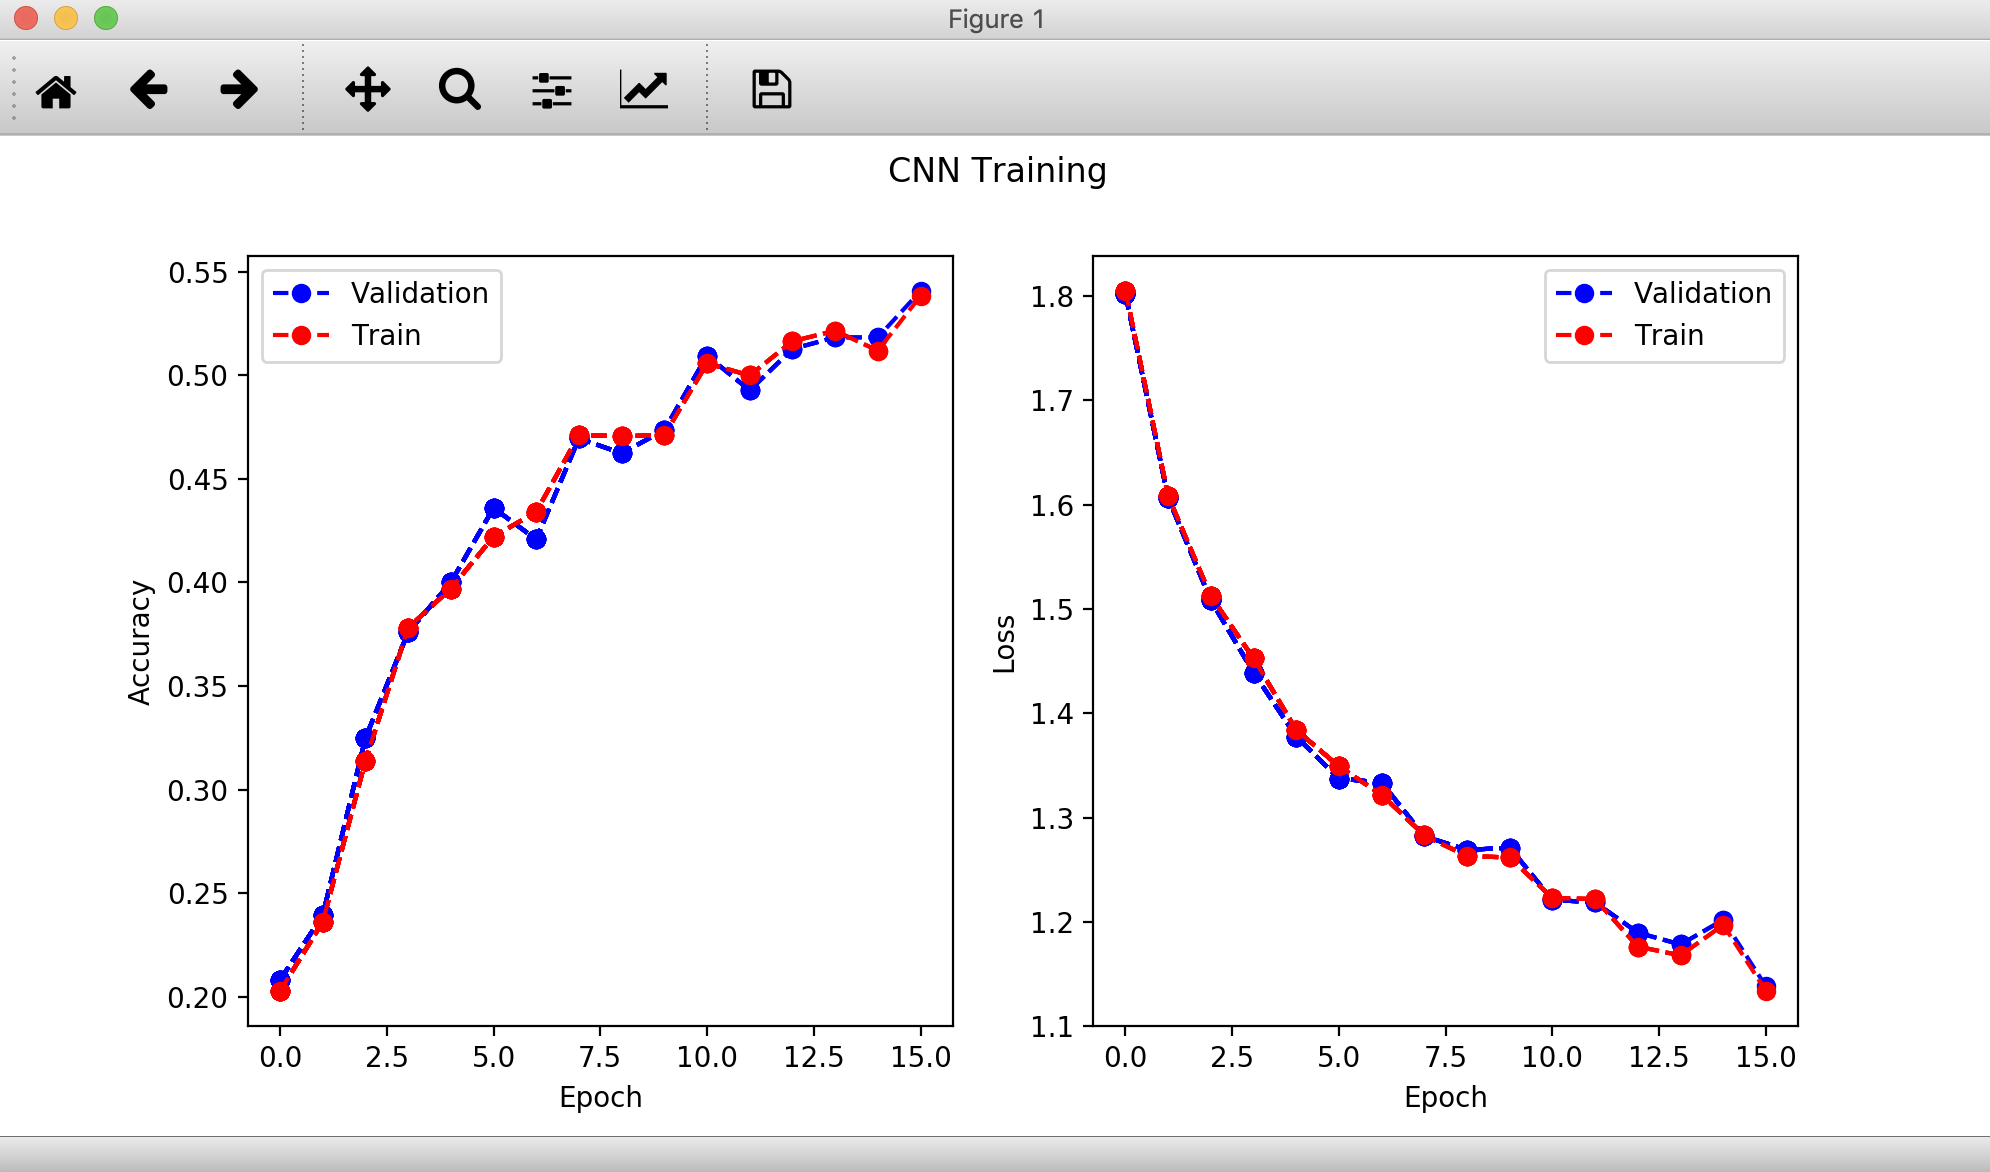 Figure 1
CNN Training
Validation
Train
0.55
0.50
0.45
0.40
0.35
0.30
0.25
0.20
Accuracy
0.0 2.5 5.0 7.5 10.0 12.5 15.0
Epoch
Validation
Train
1.8
1.7
1.6
1.5
1.4
1.3
1.2
1.1
Loss
0.0 2.5 5.0 7.5 10.0 12.5 15.0
Epoch